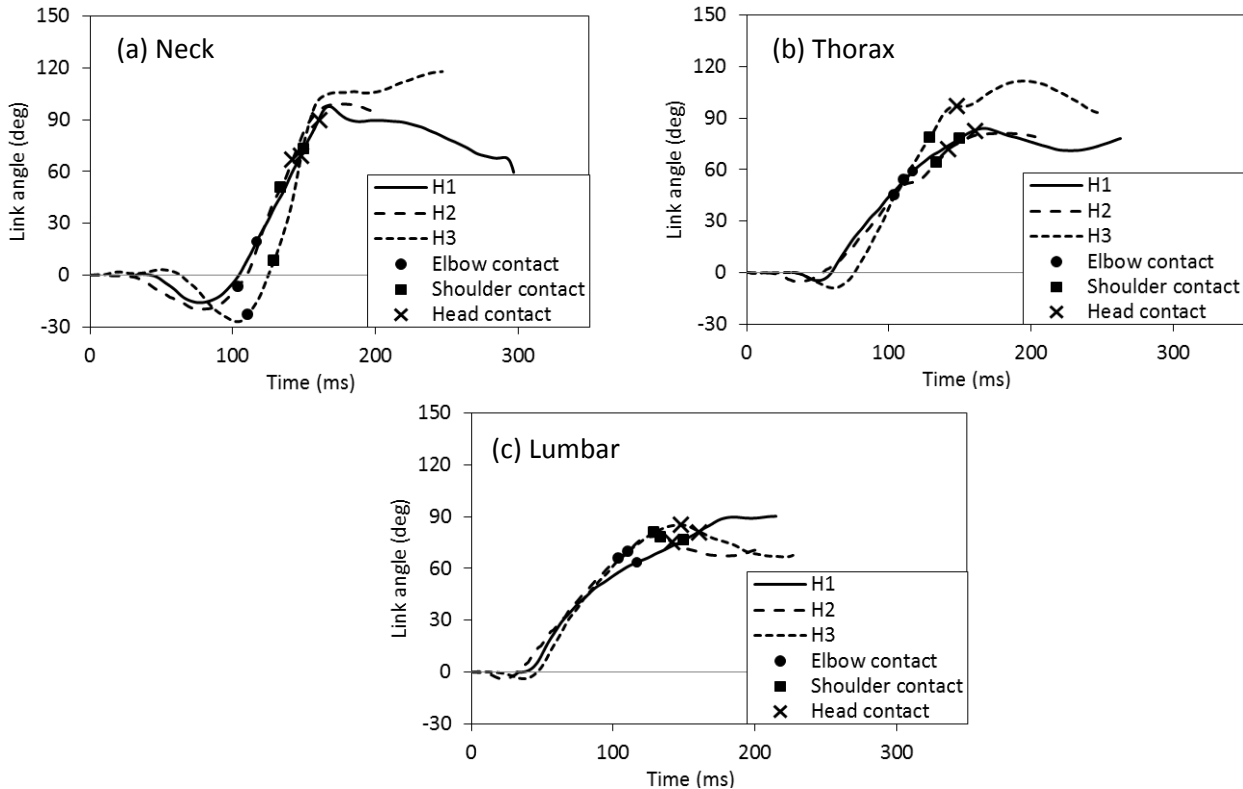 (a) Neck
Link angle (deg)
150
120
90
60
30
0
-30
0 100 200 300
Time (ms)
H1
H2
H3
Elbow contact
Shoulder contact
Head contact
(b) Thorax
Link angle (deg)
150
120
90
60
30
0
-30
0 100 200 300
Time (ms)
H1
H2
H3
Elbow contact
Shoulder contact
Head contact
(c) Lumbar
Link angle (deg)
150
120
90
60
30
0
-30
0 100 200 300
Time (ms)
H1
H2
H3
Elbow contact
Shoulder contact
Head contact